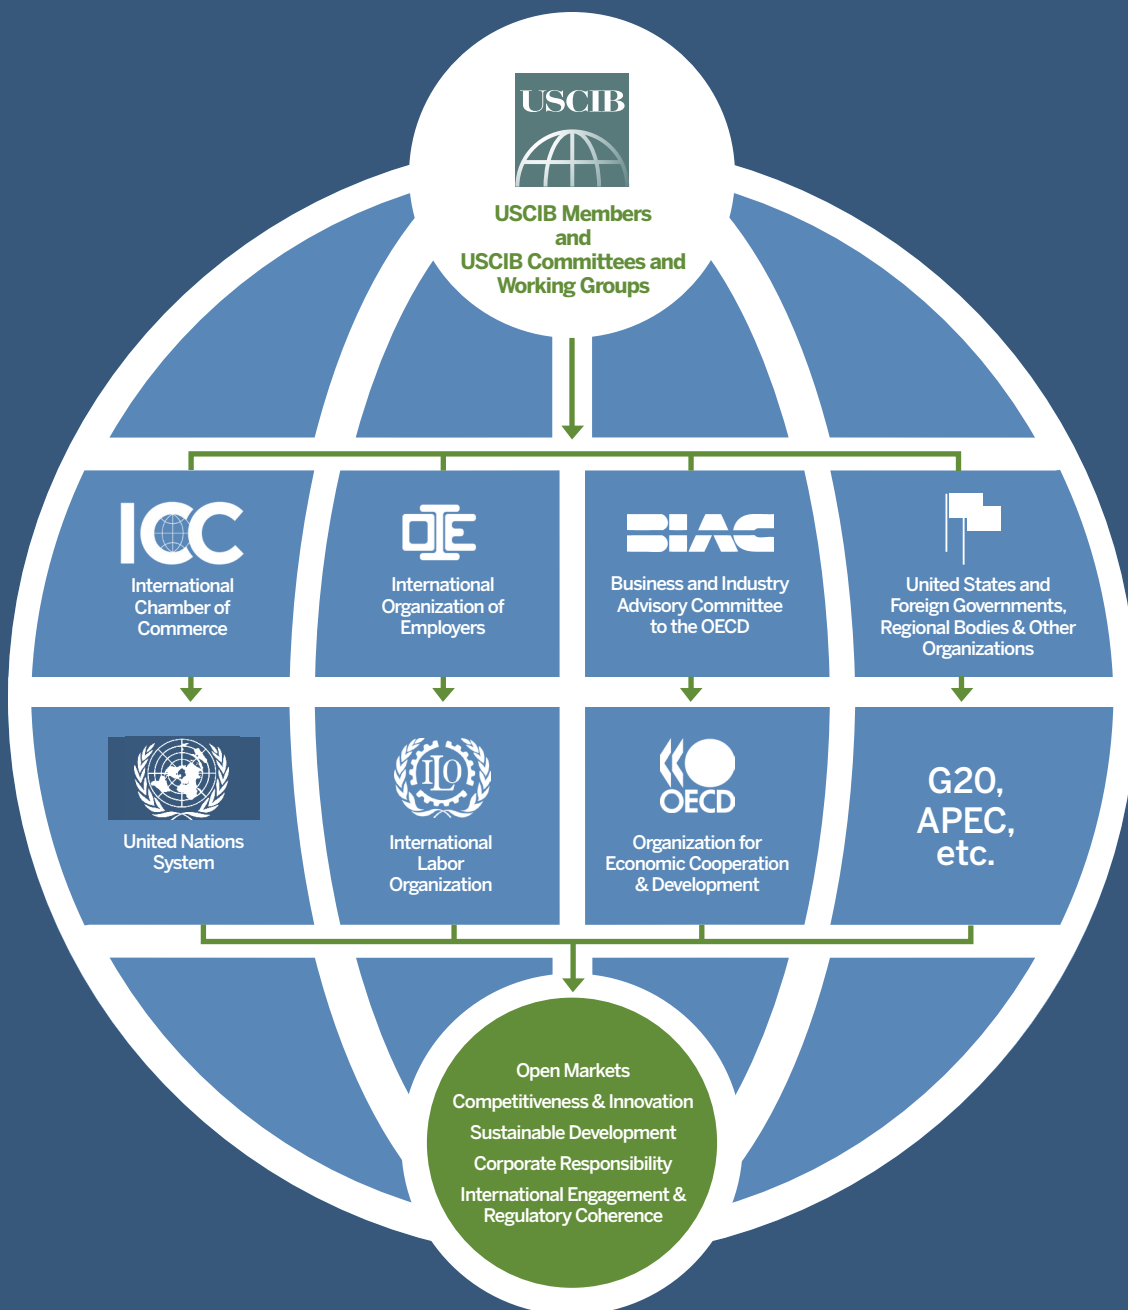 USCIB
USCIB Members
and
USCIB Committees and
Working Groups
ICC
International
Chamber of
Commerce
OIE
International
Organization of
Employers
BIAC
Business and Industry
Advisory Committee
to the OECD
United States and
Foreign Governments,
Regional Bodies & Other
Organizations
United Nations
System
ILO
International
Labor
Organization
OECD
Organization for
Economic Cooperation
& Development
G20,
APEC,
etc.
Open Markets
Competitiveness & Innovation
Sustainable Development
Corporate Responsibility
International Engagement &
Regulatory Coherence